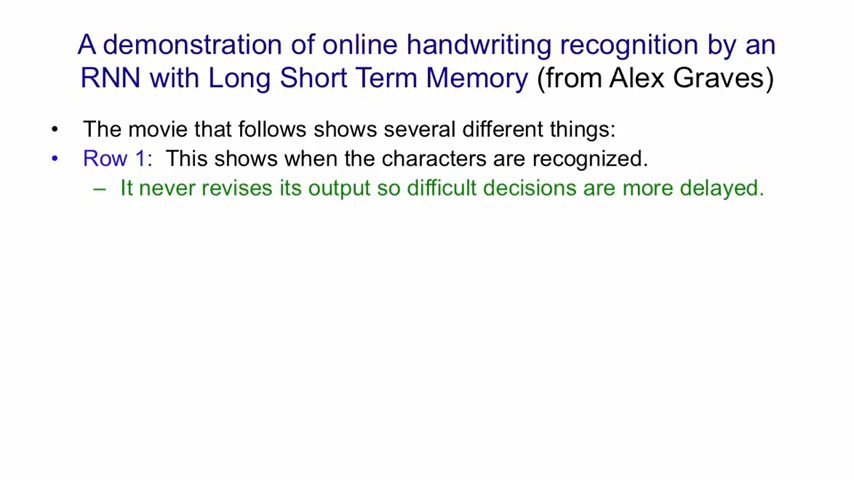 A demonstration of online handwriting recognition by an
RNN with Long Short Term Memory (from Alex Graves)
• The movie that follows shows several different things:
• Row 1: This shows when the characters are recognized.
– It never revises its output so difficult decisions are more delayed.